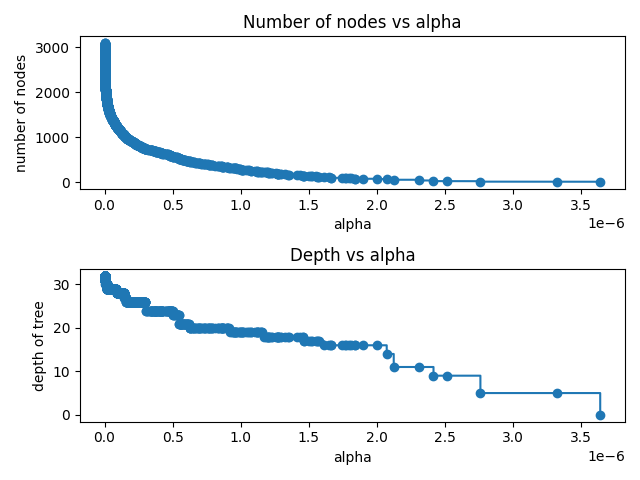 Number of nodes vs alpha
number of nodes
3000
2000
1000
0
0.0 0.5 1.0 1.5 2.0 2.5 3.0 3.5
1e−6
alpha
Depth vs alpha
depth of tree
30
20
10
0
0.0 0.5 1.0 1.5 2.0 2.5 3.0 3.5
1e−6
alpha